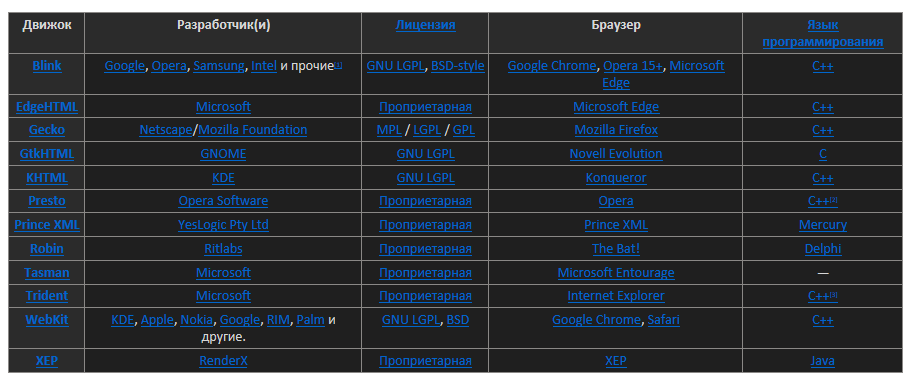 Движок Разработчик(и) Лицензия Браузер Язык программирования
Blink Google, Opera, Samsung, Intel и прочие[1] GNU LGPL, BSD-style Google Chrome, Opera 15+, Microsoft Edge C++
EdgeHTML Microsoft Проприетарная Microsoft Edge C++
Gecko Netscape/Mozilla Foundation MPL / LGPL / GPL Mozilla Firefox C++
GtkHTML GNOME GNU LGPL Novell Evolution C
KHTML KDE GNU LGPL Konqueror C++
Presto Opera Software Проприетарная Opera C++[2]
Prince XML YesLogic Pty Ltd Проприетарная Prince XML Mercury
Robin Ritlabs Проприетарная The Bat! Delphi
Tasman Microsoft Проприетарная Microsoft Entourage —
Trident Microsoft Проприетарная Internet Explorer C++[3]
WebKit KDE, Apple, Nokia, Google, RIM, Palm и другие. GNU LGPL, BSD Google Chrome, Safari C++
XEP RenderX Проприетарная XEP Java